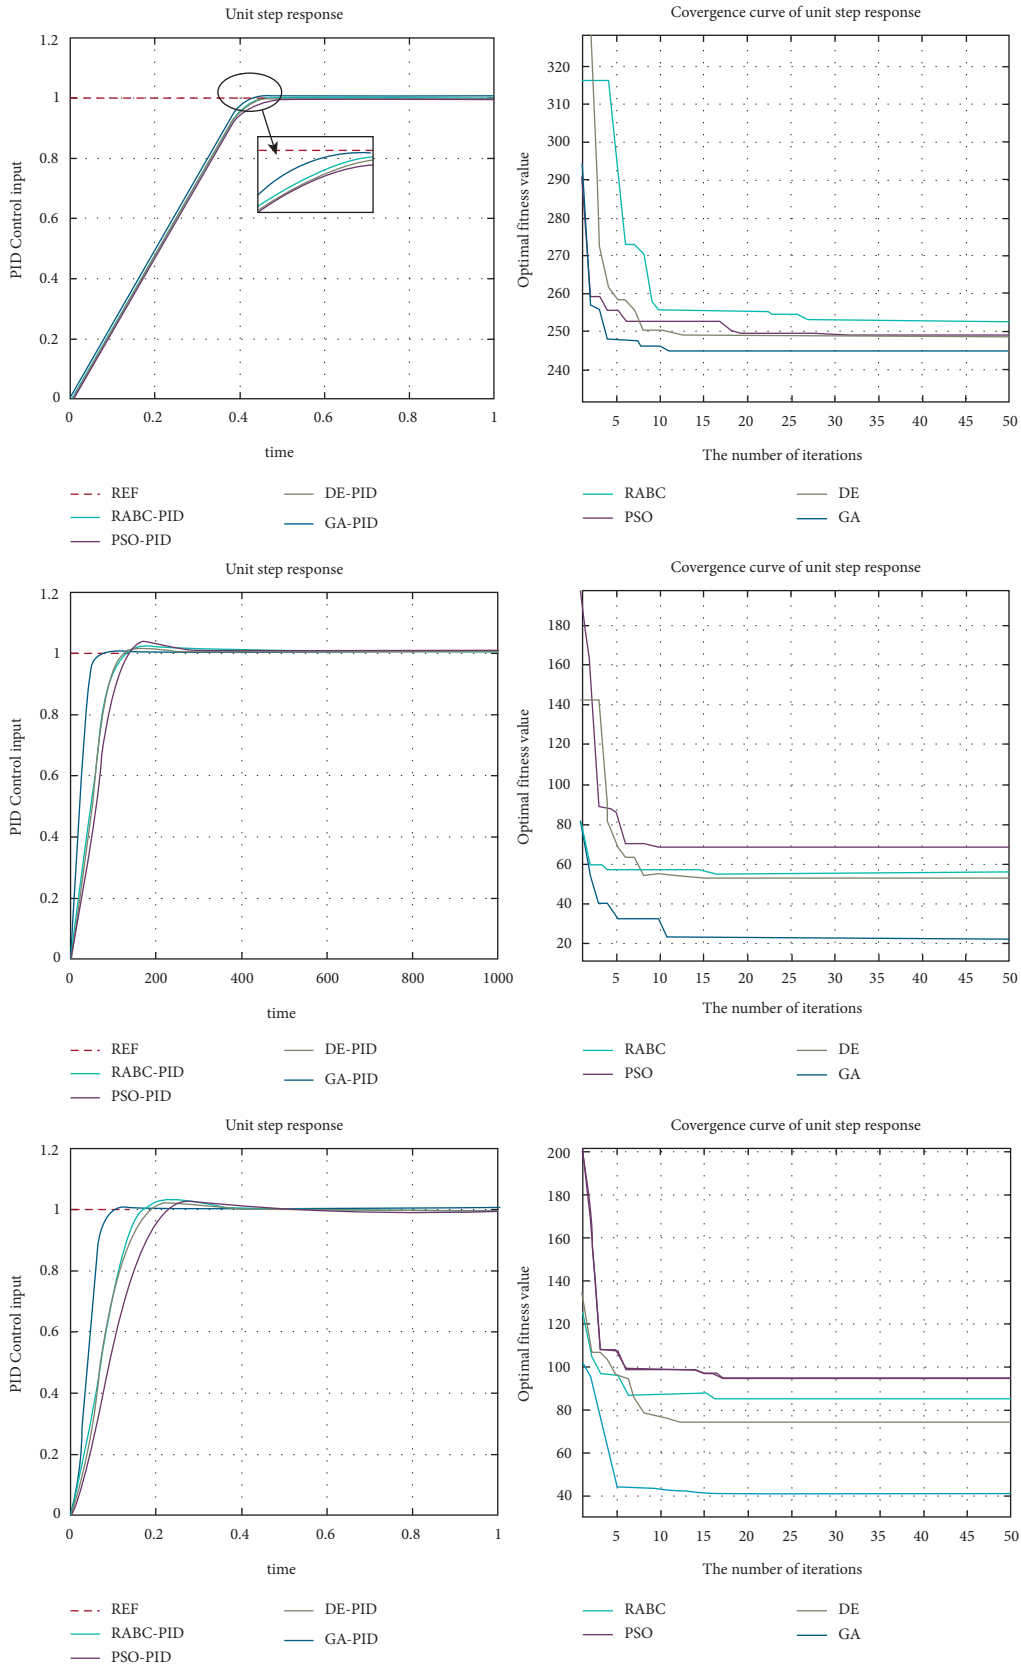 Unit step response
1.2
1
0.8
0.6
0.4
0.2
0
PID Control input
0 0.2 0.4 0.6 0.8 1
time
REF
RABC-PID
PSO-PID
DE-PID
GA-PID
Covergence curve of unit step response
320
310
300
290
280
270
260
250
240
Optimal fitness value
5 10 15 20 25 30 35 40 45 50
The number of iterations
RABC
PSO
DE
GA
Unit step response
1.2
1
0.8
0.6
0.4
0.2
0
PID Control input
0 200 400 600 800 1000
time
REF
RABC-PID
PSO-PID
DE-PID
GA-PID
Covergence curve of unit step response
180
160
140
120
100
80
60
40
20
Optimal fitness value
5 10 15 20 25 30 35 40 45 50
The number of iterations
RABC
PSO
DE
GA
Unit step response
1.2
1
0.8
0.6
0.4
0.2
0
PID Control input
0 0.2 0.4 0.6 0.8 1
time
REF
RABC-PID
PSO-PID
DE-PID
GA-PID
Covergence curve of unit step response
200
180
160
140
120
100
80
60
40
Optimal fitness value
5 10 15 20 25 30 35 40 45 50
The number of iterations
RABC
PSO
DE
GA